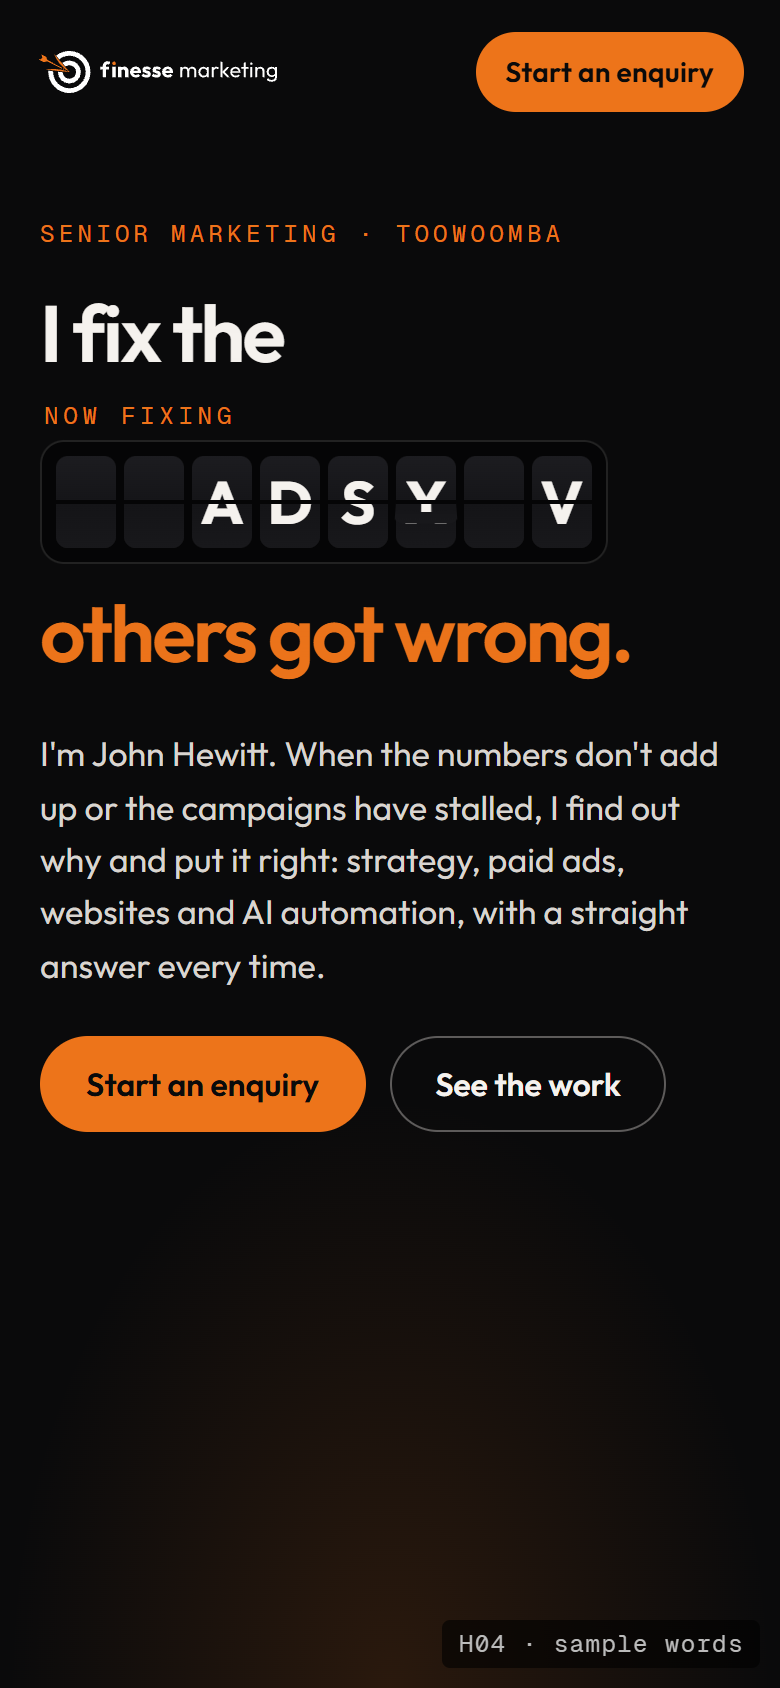 finesse marketing
Start an enquiry
SENIOR MARKETING · TOOWOOMBA
I fix the
NOW FIXING
ADSY V
others got wrong.
I'm John Hewitt. When the numbers don't add
up or the campaigns have stalled, I find out
why and put it right: strategy, paid ads,
websites and AI automation, with a straight
answer every time.
Start an enquiry
See the work
H04 · sample words